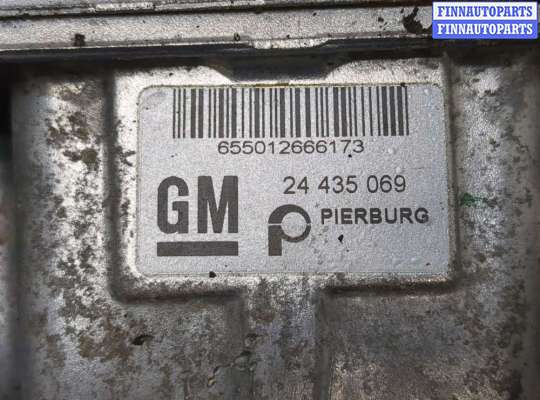 FINNAUTOPARTS
FINNAUTOPARTS
655012666173
GM
24 435 069
PIERBURG